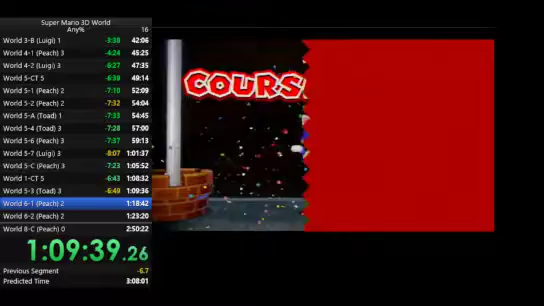 Super Mario 3D World
Any% 16
World 3-B (Luigi) 1 -3:30 42:06
World 4-1 (Peach) 3 -4:24 45:25
World 4-2 (Luigi) 3 -6:27 47:35
World 5-CT 5 -6:39 49:14
World 5-1 (Peach) 2 -7:10 52:09
World 5-2 (Peach) 2 -7:32 54:04
World 5-A (Toad) 1 -7:33 54:45
World 5-4 (Toad) 3 -7:28 57:00
World 5-6 (Peach) 3 -7:37 59:13
World 5-7 (Luigi) 3 -8:07 1:01:37
World 5-C (Peach) 3 -7:23 1:05:52
World 1-CT 5 -6:43 1:08:32
World 5-3 (Toad) 3 -6:49 1:09:36
World 6-1 (Peach) 2 1:18:42
World 6-2 (Peach) 2 1:23:20
World 8-C (Peach) 0 2:50:22
1:09:39.26
Previous Segment -6.7
Predicted Time 3:08:01
COURS